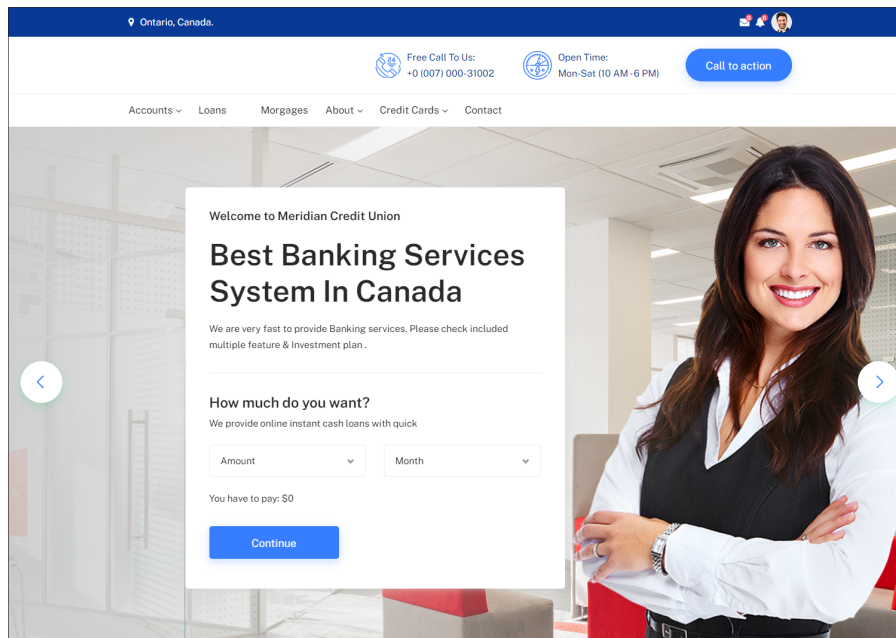 Ontario, Canada.
Free Call To Us:
+0 (007) 000-31002
Open Time:
Mon-Sat (10 AM-6 PM)
Call to action
Accounts
Loans
Morgages
About
Credit Cards
Contact
Welcome to Meridian Credit Union
Best Banking Services
System In Canada
We are very fast to provide Banking services. Please check included
multiple feature & Investment plan .
How much do you want?
We provide online instant cash loans with quick
Amount
Month
You have to pay: $0
Continue